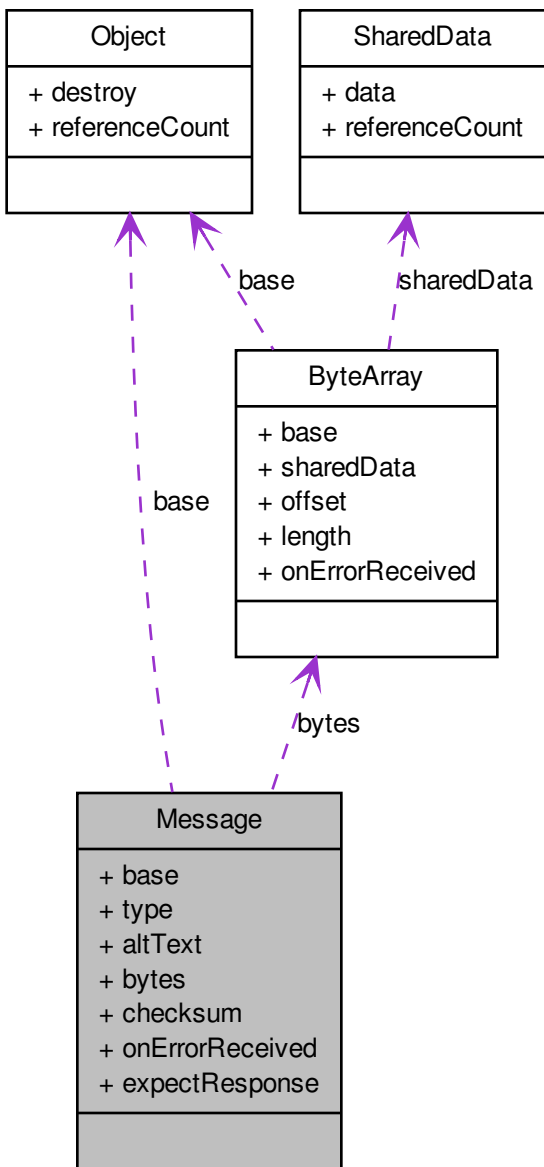 Object
+ destroy
+ referenceCount
SharedData
+ data
+ referenceCount
base
sharedData
ByteArray
+ base
+ sharedData
+ offset
+ length
+ onErrorReceived
base
bytes
Message
+ base
+ type
+ altText
+ bytes
+ checksum
+ onErrorReceived
+ expectResponse